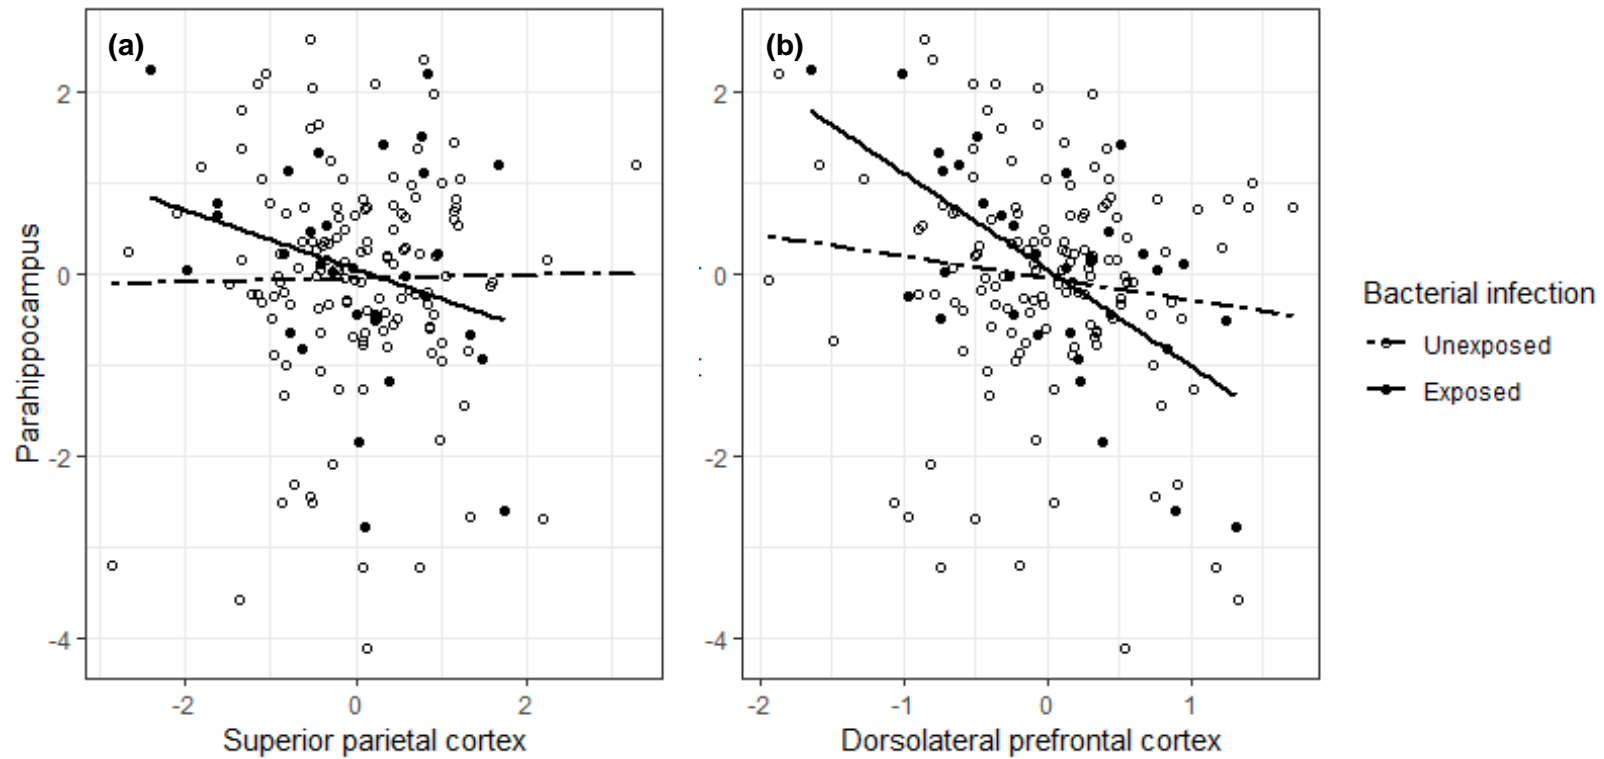 (a)
(b)
2
0
-2
-4
2
0
-2
-4
Parahippocampus
-2
0
2
-2
-1
0
1
Superior parietal cortex
Dorsolateral prefrontal cortex
Bacterial infection
Unexposed
Exposed